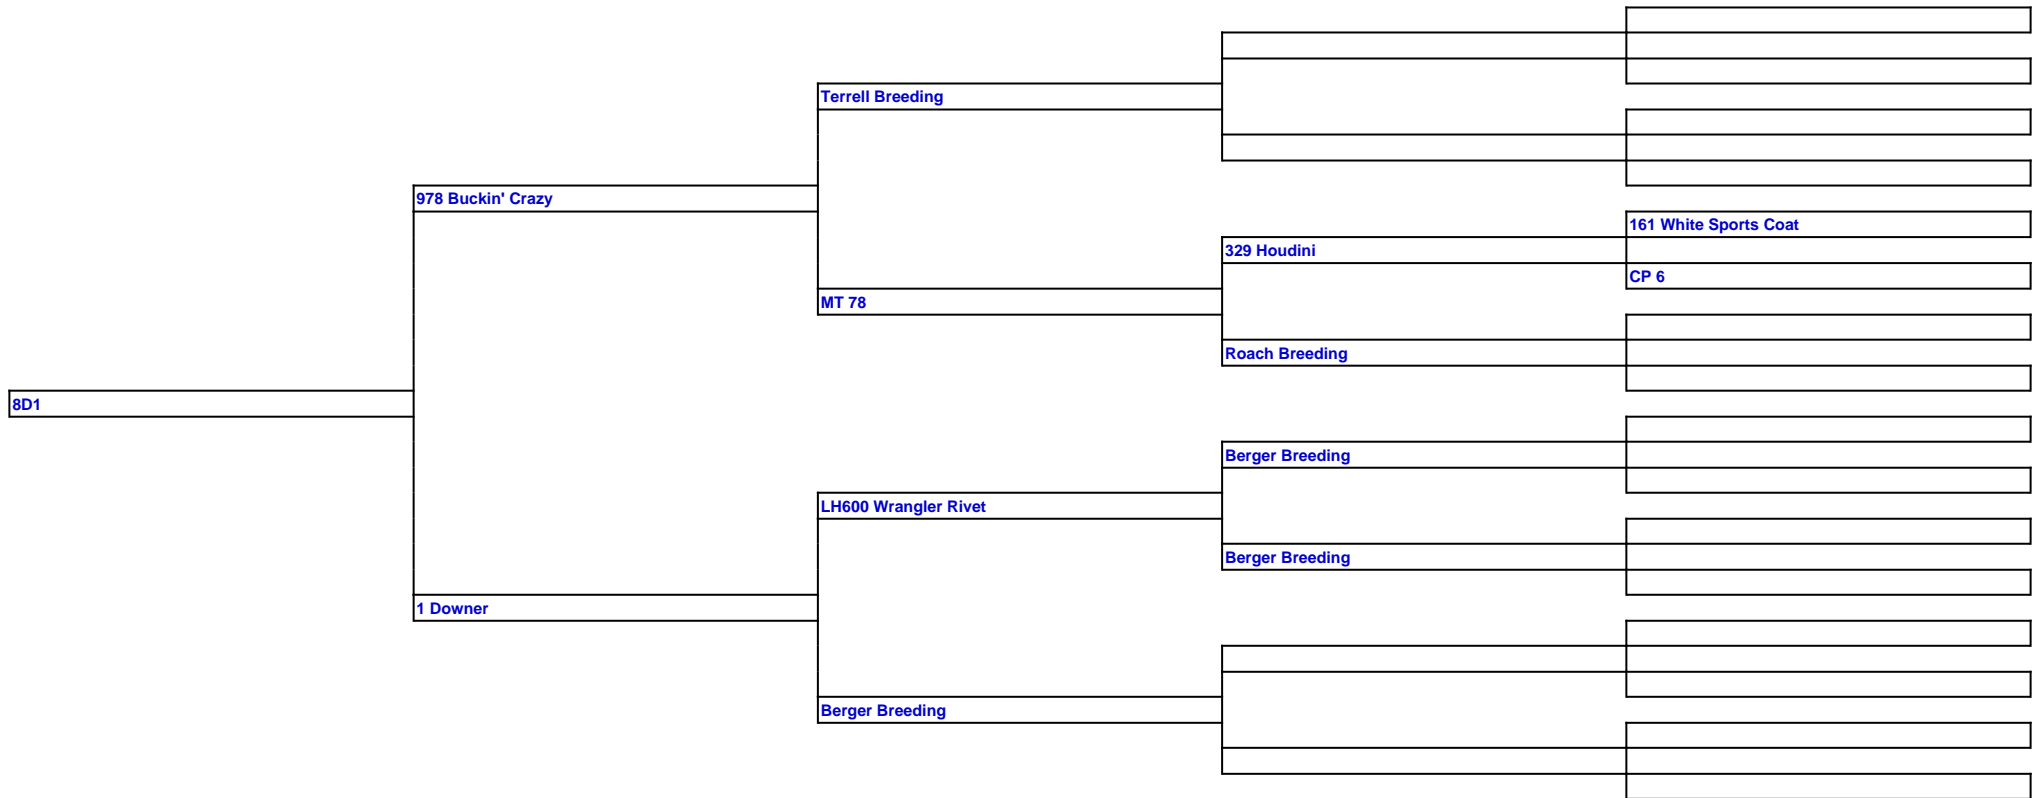 Terrell Breeding
978 Buckin' Crazy
161 White Sports Coat
329 Houdini
CP 6
MT 78
Roach Breeding
8D1
Berger Breeding
LH600 Wrangler Rivet
Berger Breeding
1 Downer
Berger Breeding